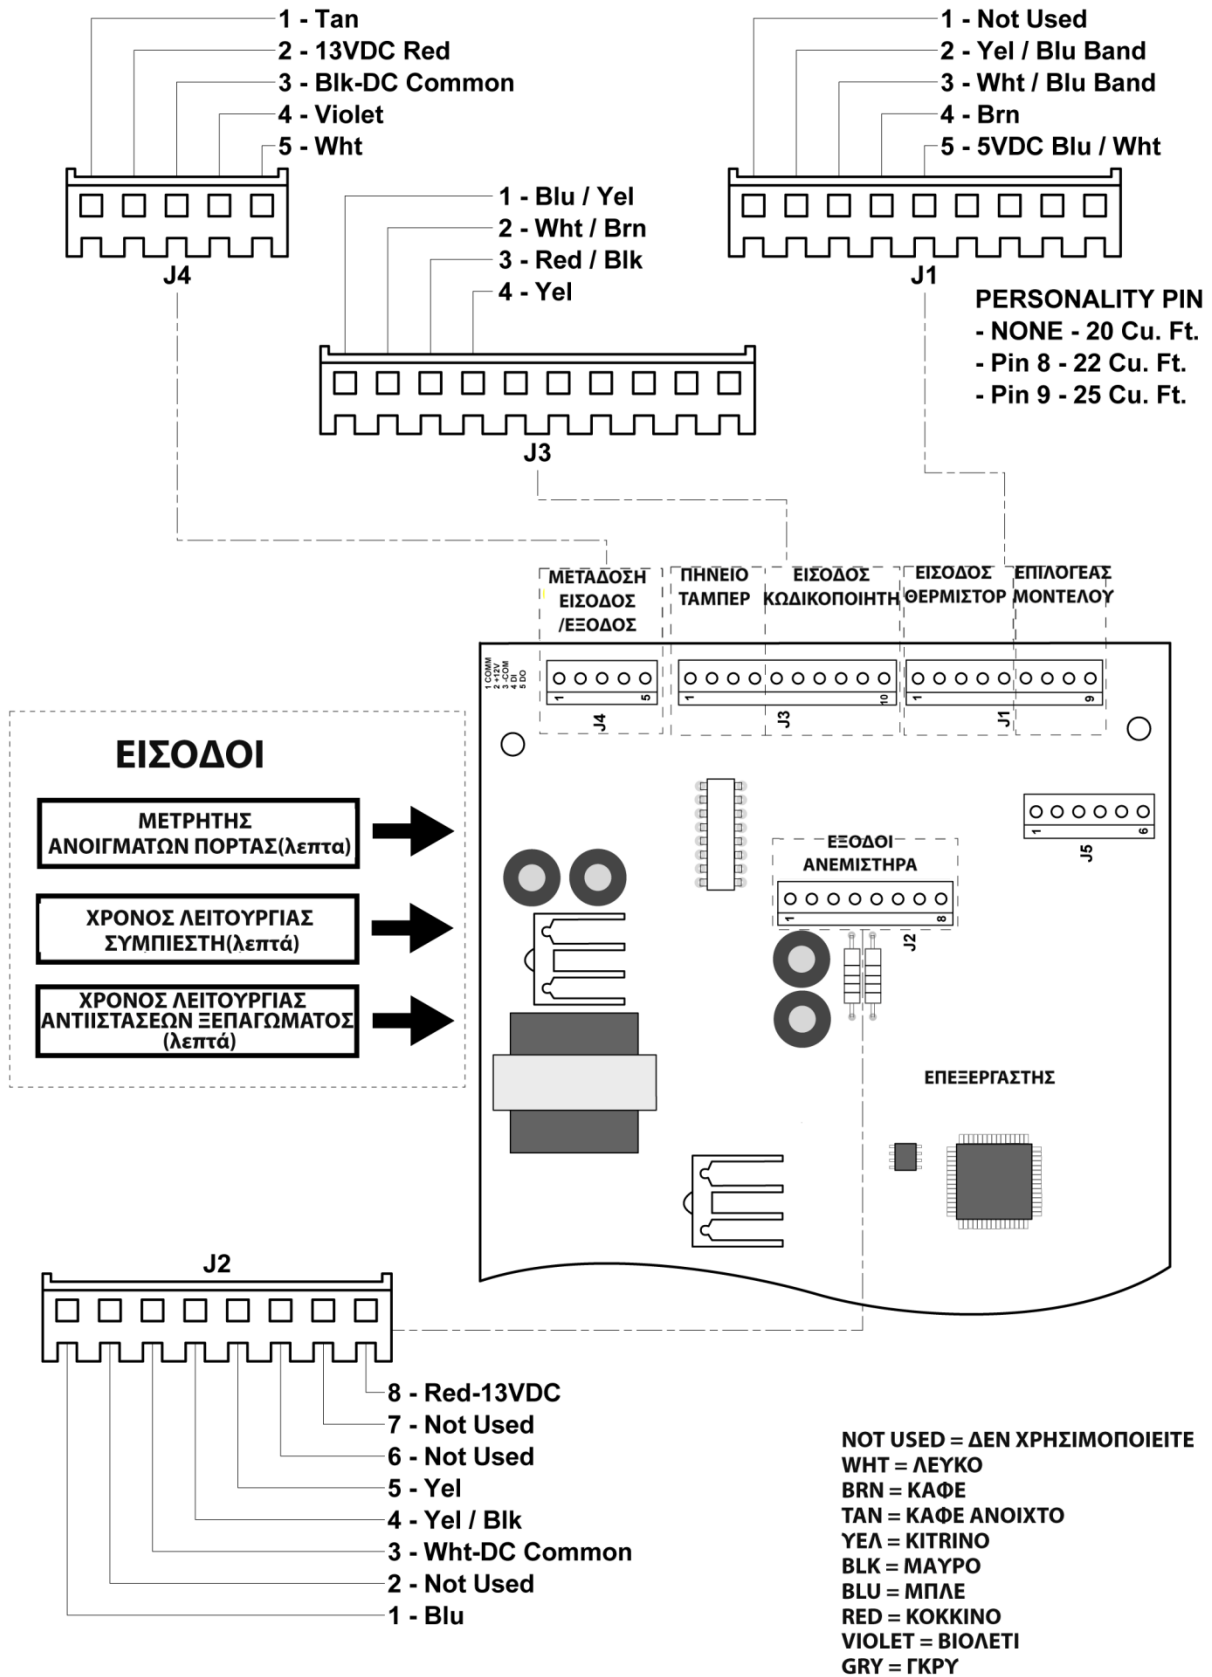 1 - Tan
2 - 13VDC Red
3 - Blk-DC Common
4 - Violet
5 - Wht
J4
1 - Not Used
2 - Yel / Blu Band
3 - Wht / Blu Band
4 - Brn
5 - 5VDC Blu / Wht
J1
1 - Blu / Yel
2 - Wht / Brn
3 - Red / Blk
4 - Yel
J3
PERSONALITY PIN
- NONE - 20 Cu. Ft.
- Pin 8 - 22 Cu. Ft.
- Pin 9 - 25 Cu. Ft.
ΜΕΤΑΔΟΣΗ
ΕΙΣΟΔΟΣ
/ΕΞΟΔΟΣ
ΠΗΝΕΙΟ
ΤΑΜΠΕΡ
ΕΙΣΟΔΟΣ
ΚΩΔΙΚΟΠΟΙΗΤΗ
ΕΙΣΟΔΟΣ
ΘΕΡΜΙΣΤΟΡ
ΕΠΙΛΟΓΕΑΣ
ΜΟΝΤΕΛΟΥ
1 COMM
2 +12V
3 -COM
4 DI
5 DO
1
5
J4
1
10
J3
1
9
J1
1
6
J5
ΕΙΣΟΔΟΙ
ΜΕΤΡΗΤΗΣ
ΑΝΟΙΓΜΑΤΩΝ ΠΟΡΤΑΣ(λεπτα)
ΧΡΟΝΟΣ ΛΕΙΤΟΥΡΓΙΑΣ
ΣΥΜΠΙΕΣΤΗ(λεπτά)
ΧΡΟΝΟΣ ΛΕΙΤΟΥΡΓΙΑΣ
ΑΝΤΙΙΣΤΑΣΕΩΝ ΞΕΠΑΓΩΜΑΤΟΣ
(λεπτά)
ΕΞΟΔΟΙ
ΑΝΕΜΙΣΤΗΡΑ
1
8
J2
ΕΠΕΞΕΡΓΑΣΤΗΣ
J2
8 - Red-13VDC
7 - Not Used
6 - Not Used
5 - Yel
4 - Yel / Blk
3 - Wht-DC Common
2 - Not Used
1 - Blu
NOT USED = ΔΕΝ ΧΡΗΣΙΜΟΠΟΙΕΙΤΕ
WHT = ΛΕΥΚΟ
BRN = ΚΑΦΕ
TAN = ΚΑΦΕ ΑΝΟΙΧΤΟ
ΥΕΛ = KITRINO
BLK = ΜΑΥΡΟ
BLU = ΜΠΛΕ
RED = ΚΟΚΚΙΝΟ
VIOLET = ΒΙΟΛΕΤΙ
GRY = ΓΚΡΥ